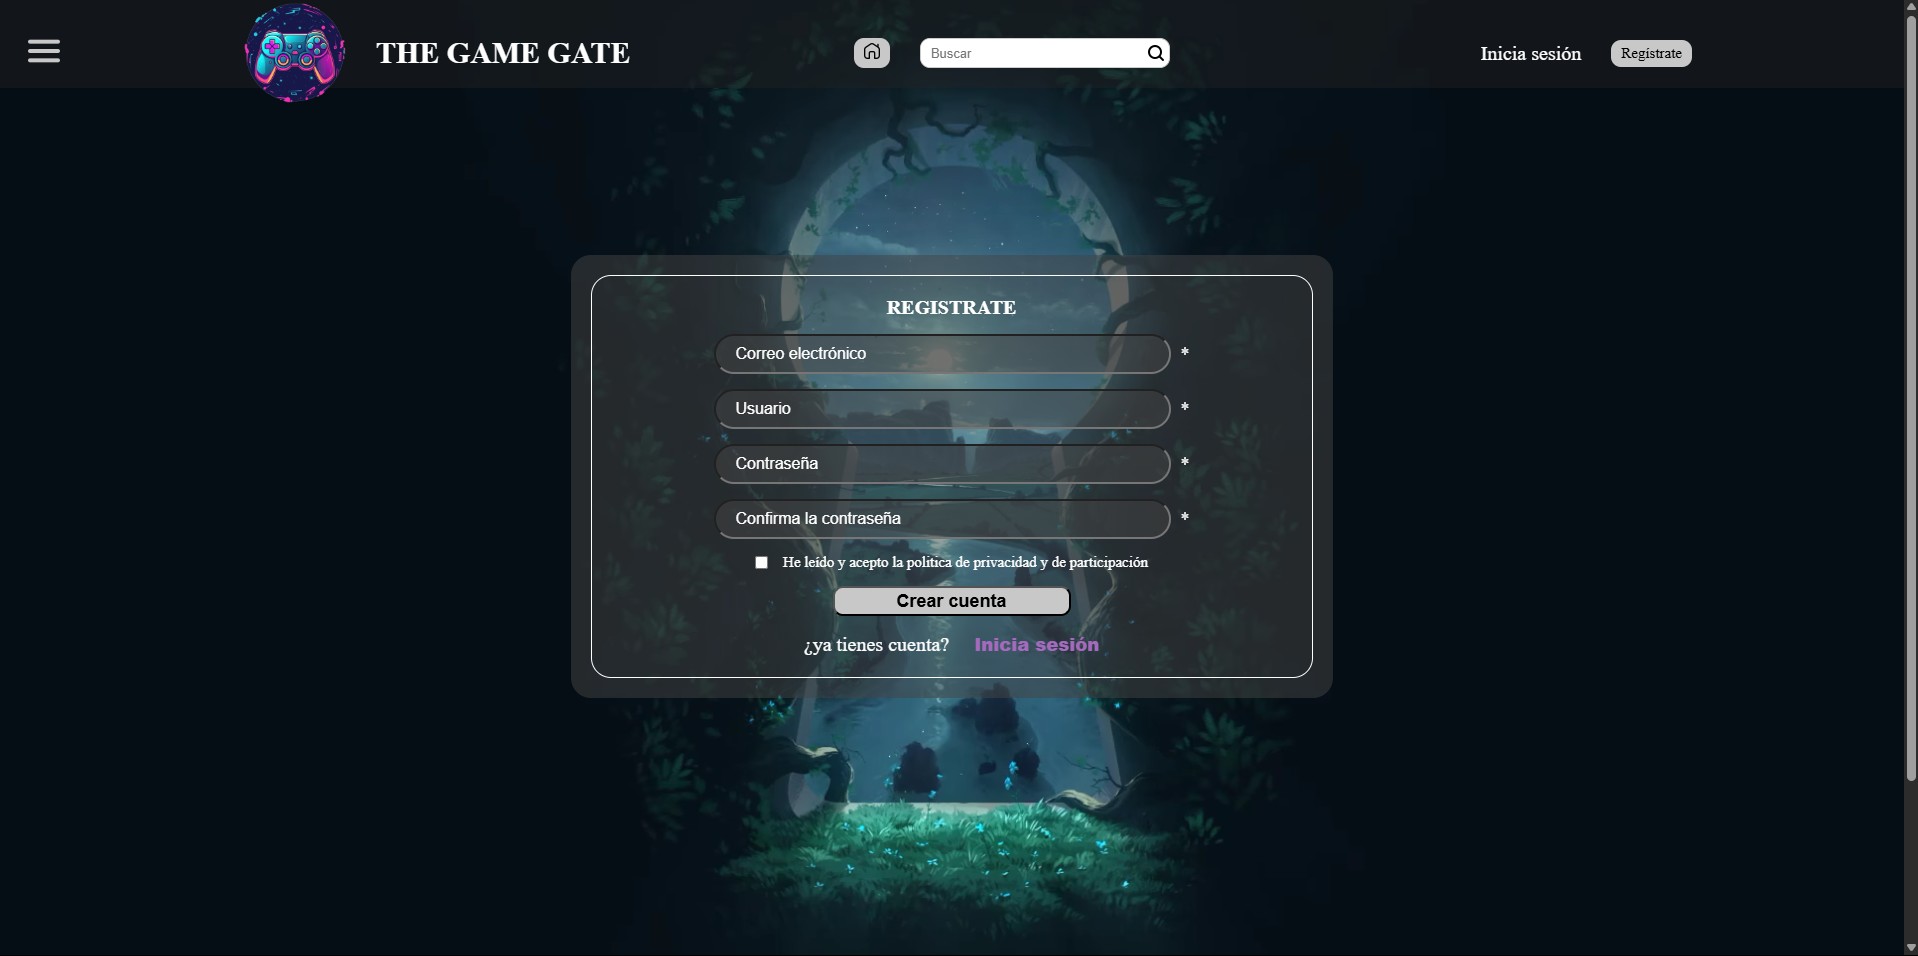 THE GAME GATE
Buscar
Inicia sesión
Regístrate
REGISTRATE
Correo electrónico
*
Usuario
*
Contraseña
*
Confirma la contraseña
*
He leído y acepto la política de privacidad y de participación
Crear cuenta
¿ya tienes cuenta? Inicia sesión